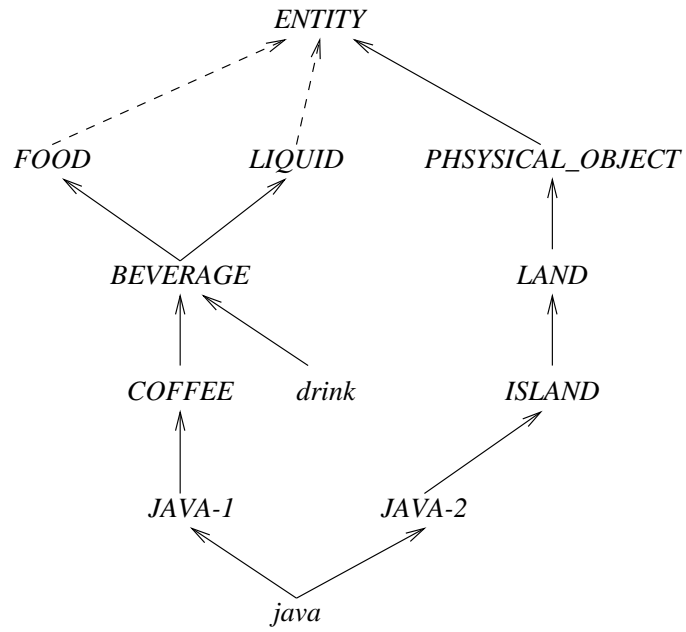 ENTITY
FOOD LIQUID PHSYSICAL_OBJECT
BEVERAGE LAND
COFFEE drink ISLAND
JAVA-1 JAVA-2
java